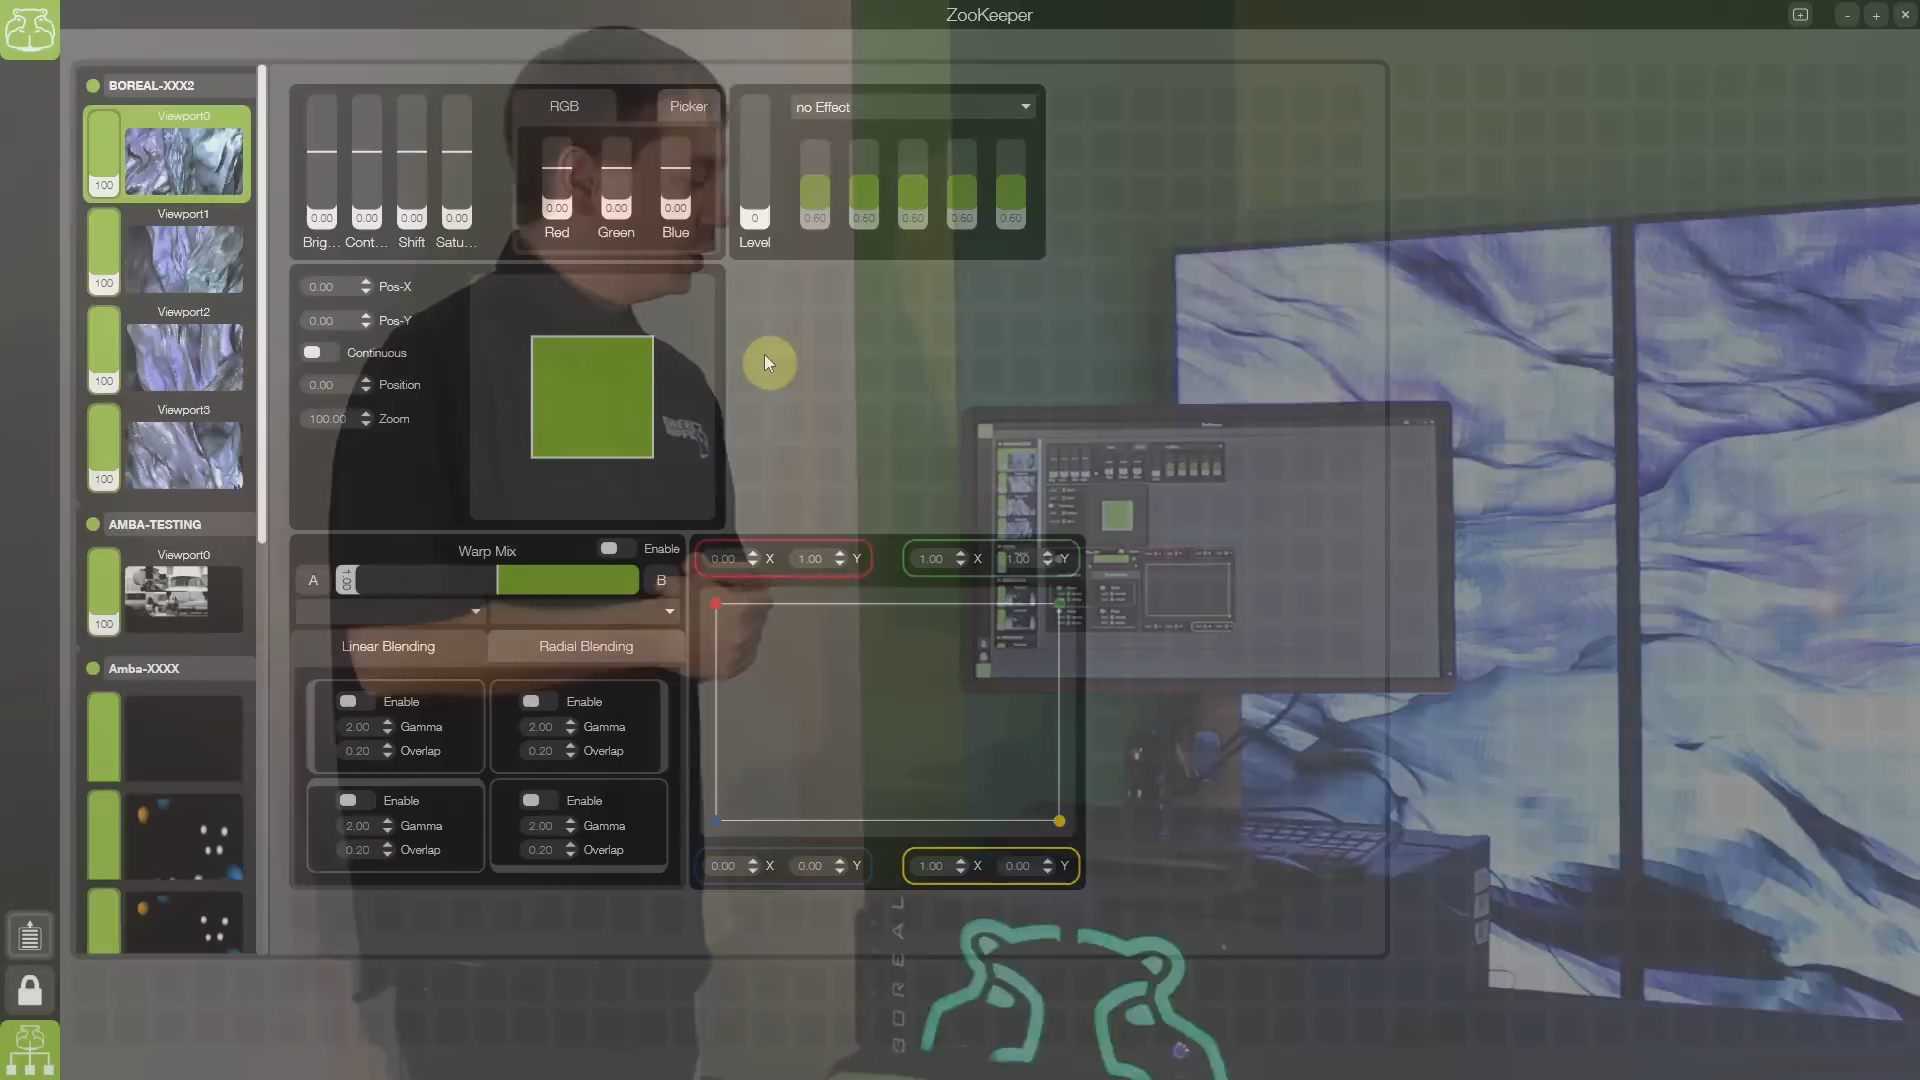 ZooKeeper
- + ×
BOREAL-XXX2
Viewport0
100
Viewport1
100
Viewport2
100
Viewport3
100
AMBA-TESTING
Viewport0
100
Amba-XXXX
0.00 0.00 0.00 0.00
Brig... Cont... Shift Satu...
RGB Picker
0.00 0.00 0.00
Red Green Blue
no Effect
0 0.60 0.60 0.60 0.60 0.60
Level
0.00 Pos-X
0.00 Pos-Y
Continuous
0.00 Position
100.00 Zoom
Warp Mix Enable
A 1.00 B
Linear Blending Radial Blending
Enable Enable
2.00 Gamma 2.00 Gamma
0.20 Overlap 0.20 Overlap
Enable Enable
2.00 Gamma 2.00 Gamma
0.20 Overlap 0.20 Overlap
0.00 X 1.00 Y 1.00 X 1.00 Y
0.00 X 0.00 Y 1.00 X 0.00 Y
BOREAL